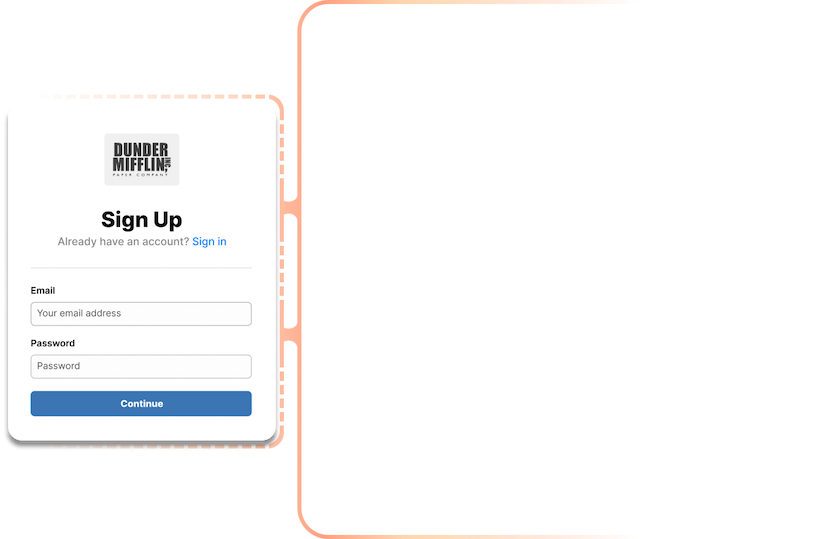 DUNDER
MIFFLIN, INC
PAPER COMPANY
Sign Up
Already have an account? Sign in
Email
Your email address
Password
Password
Continue